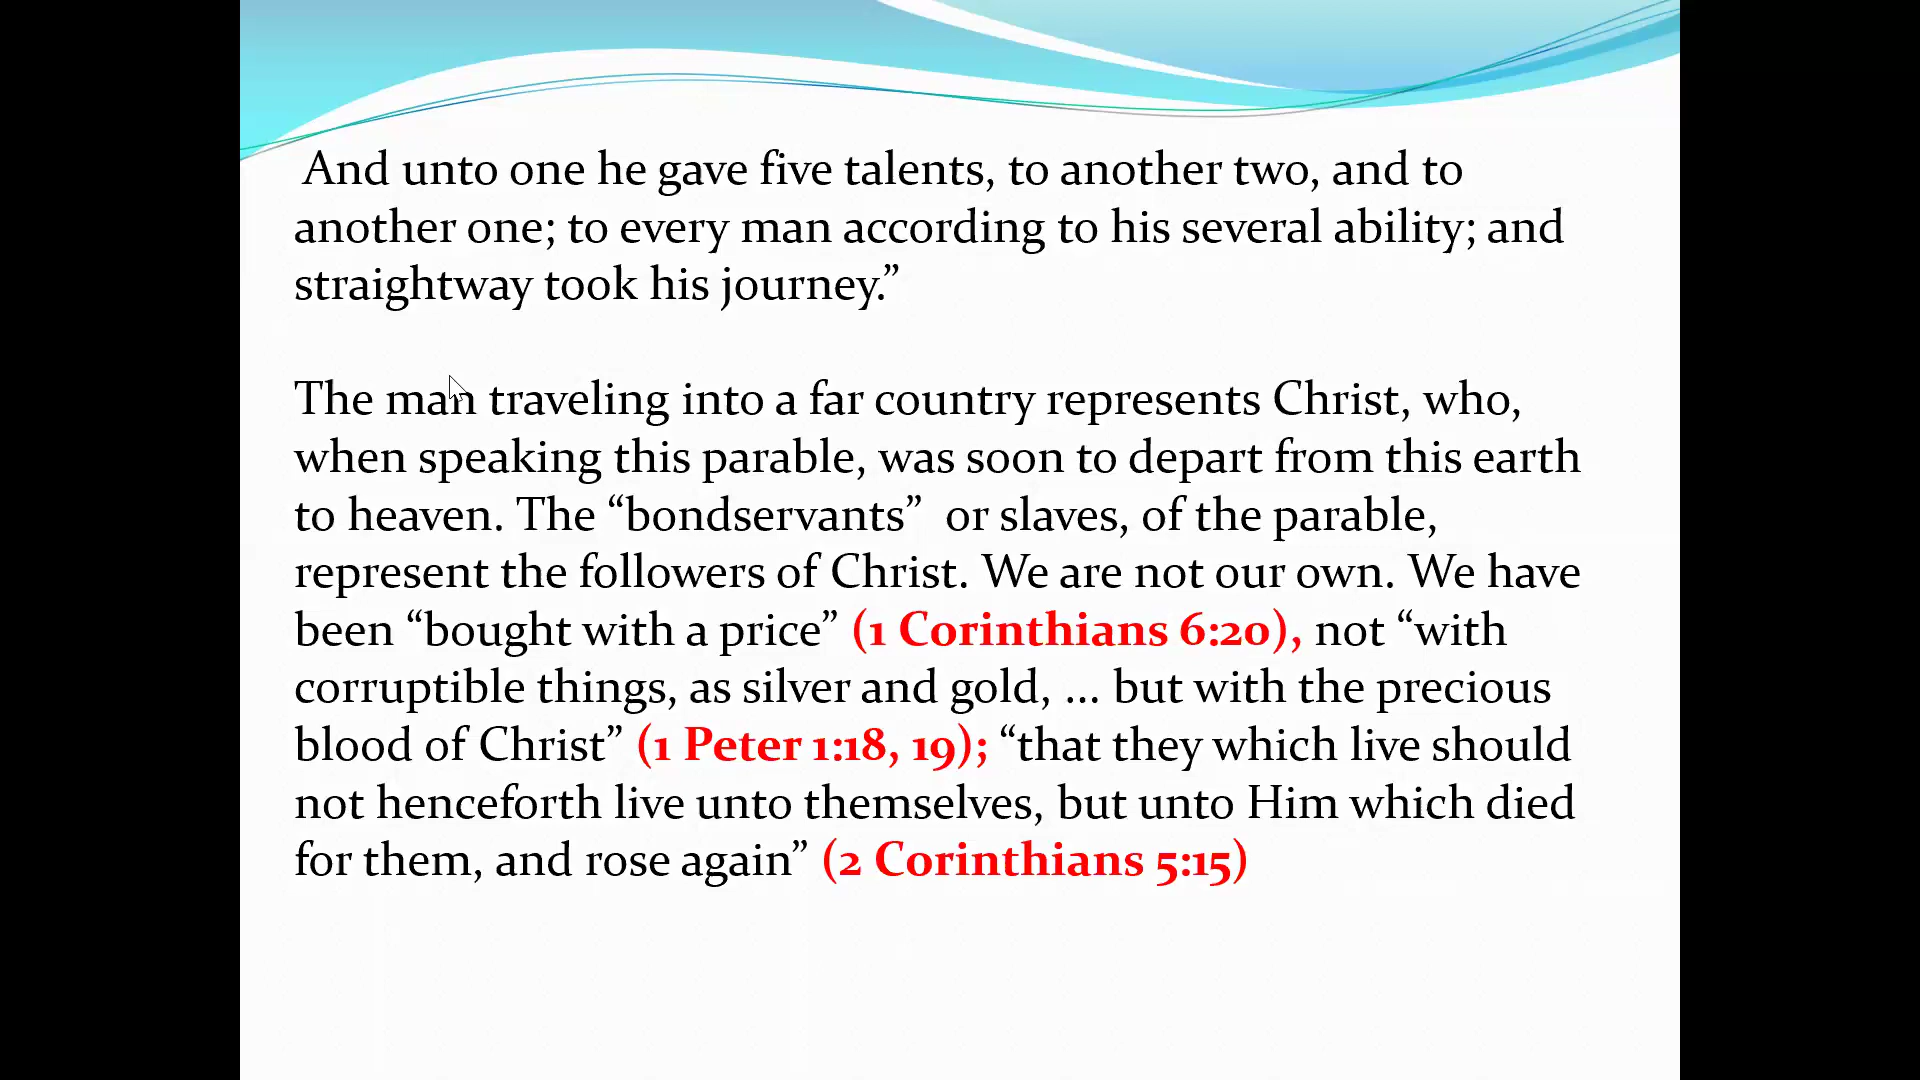 And unto one he gave five talents, to another two, and to
another one; to every man according to his several ability; and
straightway took his journey.”
The man traveling into a far country represents Christ, who,
when speaking this parable, was soon to depart from this earth
to heaven. The “bondservants” or slaves, of the parable,
represent the followers of Christ. We are not our own. We have
been “bought with a price” (1 Corinthians 6:20), not “with
corruptible things, as silver and gold, ... but with the precious
blood of Christ” (1 Peter 1:18, 19); “that they which live should
not henceforth live unto themselves, but unto Him which died
for them, and rose again” (2 Corinthians 5:15)